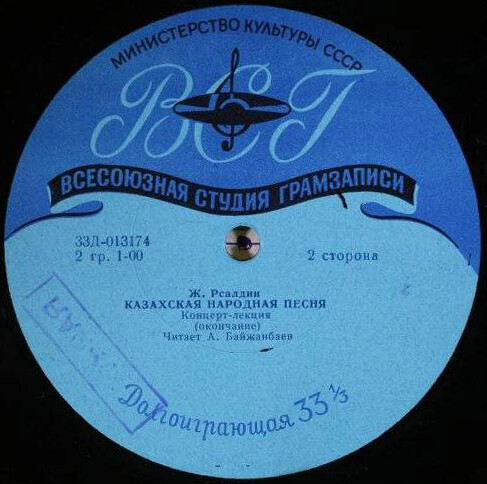 МИНИСТЕРСТВО КУЛЬТУРЫ СССР
ВСГ
ВСЕСОЮЗНАЯ СТУДИЯ ГРАМЗАПИСИ
33Д-013174
2 гр. 1-00
2 сторона
Ж. Рсалдин
КАЗАХСКАЯ НАРОДНАЯ ПЕСНЯ
Концерт-лекция
(окончание)
Читает А. Байжанбаев
Долгоиграющая 33 ⅓